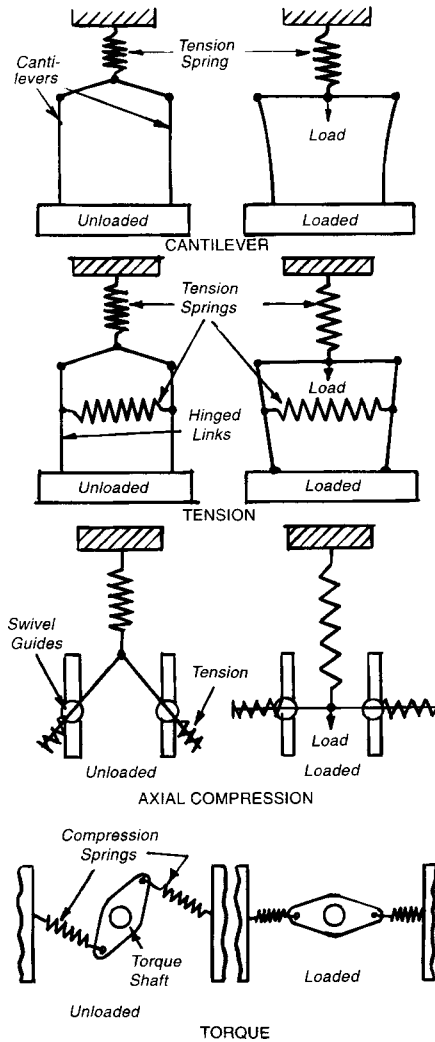 Tension
Spring
Canti-
levers
Load
Unloaded
Loaded
CANTILEVER
Tension
Springs
Load
Hinged
Links
Unloaded
Loaded
TENSION
Swivel
Guides
Tension
Load
Unloaded
Loaded
AXIAL COMPRESSION
Compression
Springs
Torque
Shaft
Loaded
Unloaded
TORQUE